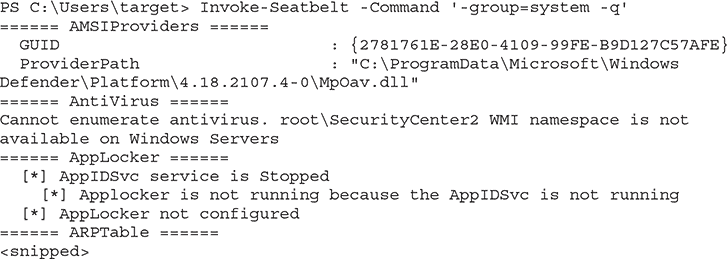 PS C:\Users\target> Invoke-Seatbelt -Command '-group=system -q'
====== AMSIProviders ======
  GUID                           : {2781761E-28E0-4109-99FE-B9D127C57AFE}
  ProviderPath                   : "C:\ProgramData\Microsoft\Windows
Defender\Platform\4.18.2107.4-0\MpOav.dll"
====== AntiVirus ======
Cannot enumerate antivirus. root\SecurityCenter2 WMI namespace is not
available on Windows Servers
====== AppLocker ======
  [*] AppIDSvc service is Stopped
    [*] Applocker is not running because the AppIDSvc is not running
  [*] AppLocker not configured
====== ARPTable ======
<snipped>